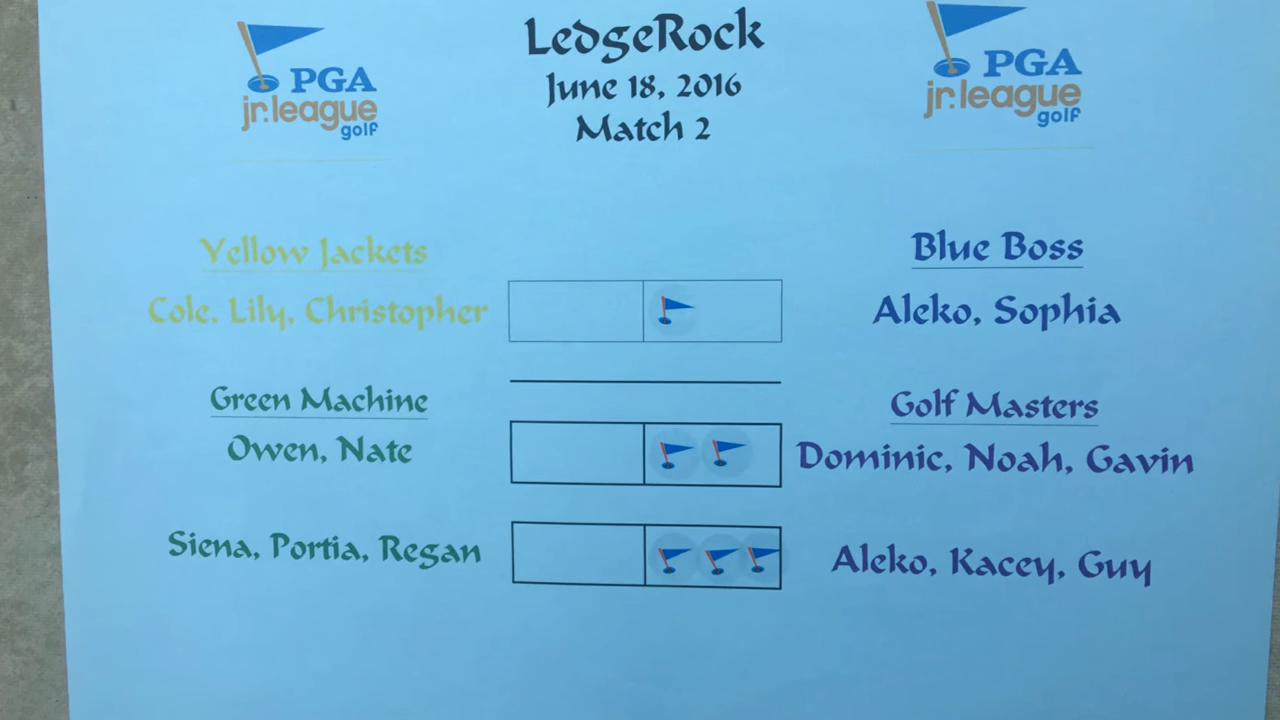 PGA
jr. league
golf
LedgeRock
June 18, 2016
Match 2
PGA
jr. league
golf
Yellow Jackets
Blue Boss
Cole, Lily, Christopher
Aleko, Sophia
Green Machine
Golf Masters
Owen, Nate
Dominic, Noah, Gavin
Siena, Portia, Regan
Aleko, Kacey, Guy